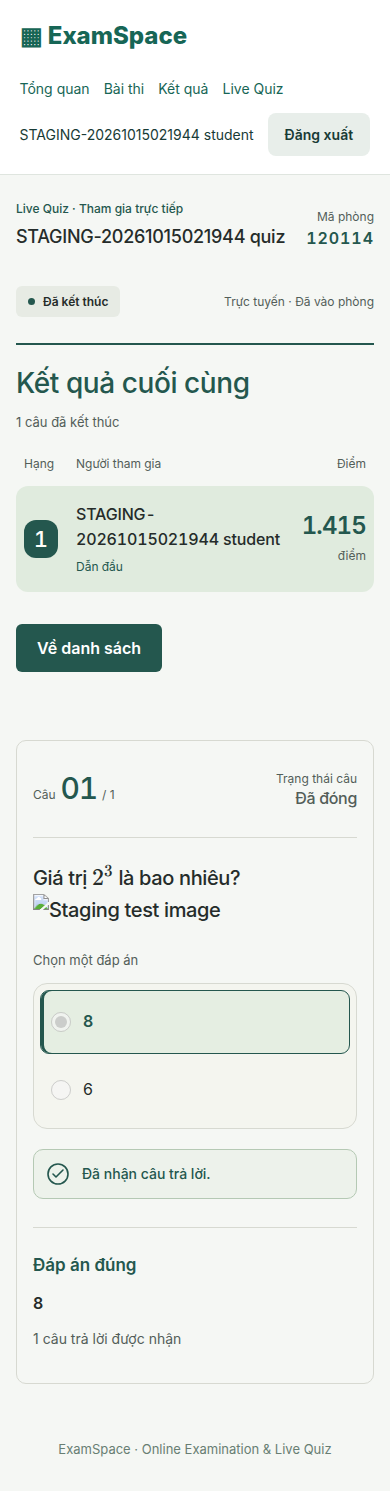 ExamSpace
Tổng quan Bài thi Kết quả Live Quiz
STAGING-20261015021944 student Đăng xuất
Live Quiz · Tham gia trực tiếp
STAGING-20261015021944 quiz
Mã phòng
120114
Đã kết thúc
Trực tuyến · Đã vào phòng
Kết quả cuối cùng
1 câu đã kết thúc
Hạng Người tham gia Điểm
1
STAGING-
20261015021944 student
Dẫn đầu
1.415
điểm
Về danh sách
Câu 01 / 1
Trạng thái câu
Đã đóng
Giá trị 2³ là bao nhiêu?
Staging test image
Chọn một đáp án
8
6
Đã nhận câu trả lời.
Đáp án đúng
8
1 câu trả lời được nhận
ExamSpace · Online Examination & Live Quiz